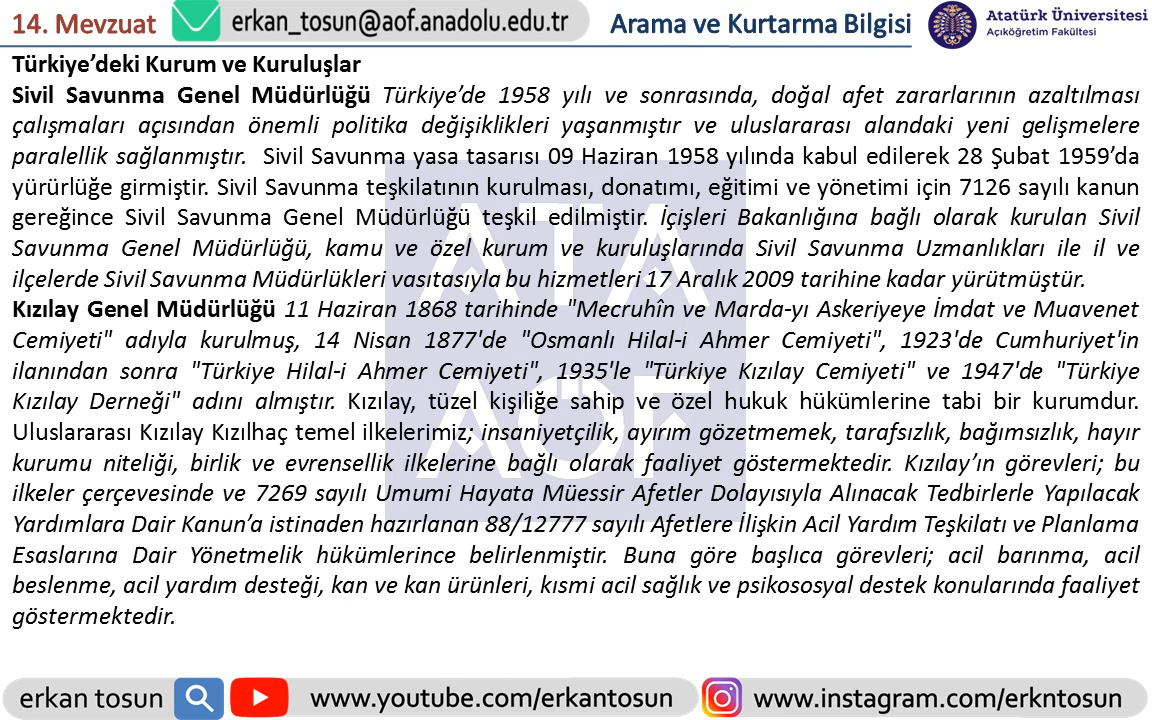 14. Mevzuat
erkan_tosun@aof.anadolu.edu.tr
Arama ve Kurtarma Bilgisi
Atatürk Üniversitesi
Açıköğretim Fakültesi
Türkiye’deki Kurum ve Kuruluşlar
Sivil Savunma Genel Müdürlüğü Türkiye’de 1958 yılı ve sonrasında, doğal afet zararlarının azaltılması
çalışmaları açısından önemli politika değişiklikleri yaşanmıştır ve uluslararası alandaki yeni gelişmelere
paralellik sağlanmıştır. Sivil Savunma yasa tasarısı 09 Haziran 1958 yılında kabul edilerek 28 Şubat 1959’da
yürürlüğe girmiştir. Sivil Savunma teşkilatının kurulması, donatımı, eğitimi ve yönetimi için 7126 sayılı kanun
gereğince Sivil Savunma Genel Müdürlüğü teşkil edilmiştir. İçişleri Bakanlığına bağlı olarak kurulan Sivil
Savunma Genel Müdürlüğü, kamu ve özel kurum ve kuruluşlarında Sivil Savunma Uzmanlıkları ile il ve
ilçelerde Sivil Savunma Müdürlükleri vasıtasıyla bu hizmetleri 17 Aralık 2009 tarihine kadar yürütmüştür.
Kızılay Genel Müdürlüğü 11 Haziran 1868 tarihinde "Mecruhîn ve Marda-yı Askeriyeye İmdat ve Muavenet
Cemiyeti" adıyla kurulmuş, 14 Nisan 1877'de "Osmanlı Hilal-i Ahmer Cemiyeti", 1923'de Cumhuriyet'in
ilanından sonra "Türkiye Hilal-i Ahmer Cemiyeti", 1935'le "Türkiye Kızılay Cemiyeti" ve 1947'de "Türkiye
Kızılay Derneği" adını almıştır. Kızılay, tüzel kişiliğe sahip ve özel hukuk hükümlerine tabi bir kurumdur.
Uluslararası Kızılay Kızılhaç temel ilkelerimiz; insaniyetçilik, ayırım gözetmemek, tarafsızlık, bağımsızlık, hayır
kurumu niteliği, birlik ve evrensellik ilkelerine bağlı olarak faaliyet göstermektedir. Kızılay’ın görevleri; bu
ilkeler çerçevesinde ve 7269 sayılı Umumi Hayata Müessir Afetler Dolayısıyla Alınacak Tedbirlerle Yapılacak
Yardımlara Dair Kanun’a istinaden hazırlanan 88/12777 sayılı Afetlere İlişkin Acil Yardım Teşkilatı ve Planlama
Esaslarına Dair Yönetmelik hükümlerince belirlenmiştir. Buna göre başlıca görevleri; acil barınma, acil
beslenme, acil yardım desteği, kan ve kan ürünleri, kısmi acil sağlık ve psikososyal destek konularında faaliyet
göstermektedir.
ATA
AÖF
erkan tosun
www.youtube.com/erkantosun
www.instagram.com/erkntosun